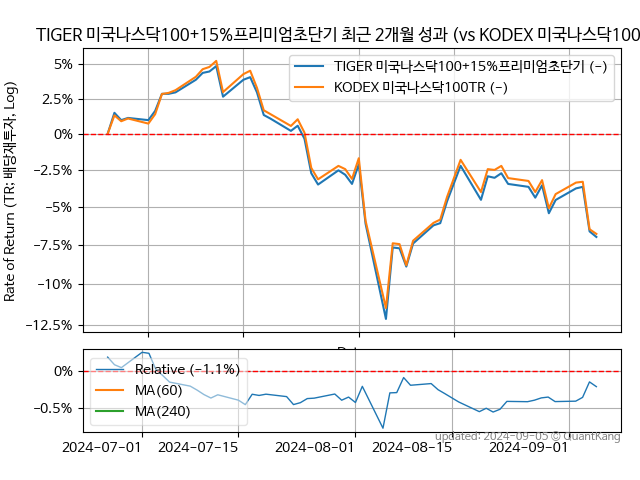 TIGER 미국나스닥100+15%프리미엄초단기 최근 2개월 성과 (vs KODEX 미국나스닥100
Rate of Return (TR: 배당재투자, Log)
5%
2.5%
0%
−2.5%
−5%
−7.5%
−10%
−12.5%
TIGER 미국나스닥100+15%프리미엄초단기 (−)
KODEX 미국나스닥100TR (−)
0%
−0.5%
Relative (−1.1%)
MA(60)
MA(240)
2024−07−01
2024−07−15
2024−08−01
2024−08−15
2024−09−01
updated: 2024−09−05 © QuantKang